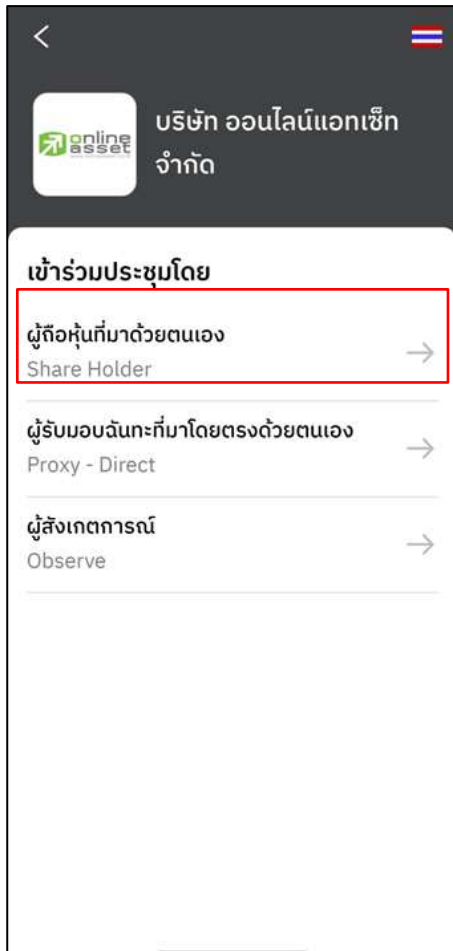 online
asset
บริษัท ออนไลน์แอทเซ็ท
จำกัด
เข้าร่วมประชุมโดย
ผู้ถือหุ้นที่มาด้วยตนเอง
Share Holder
ผู้รับมอบฉันทะที่มาโดยตรงด้วยตนเอง
Proxy - Direct
ผู้สังเกตการณ์
Observe